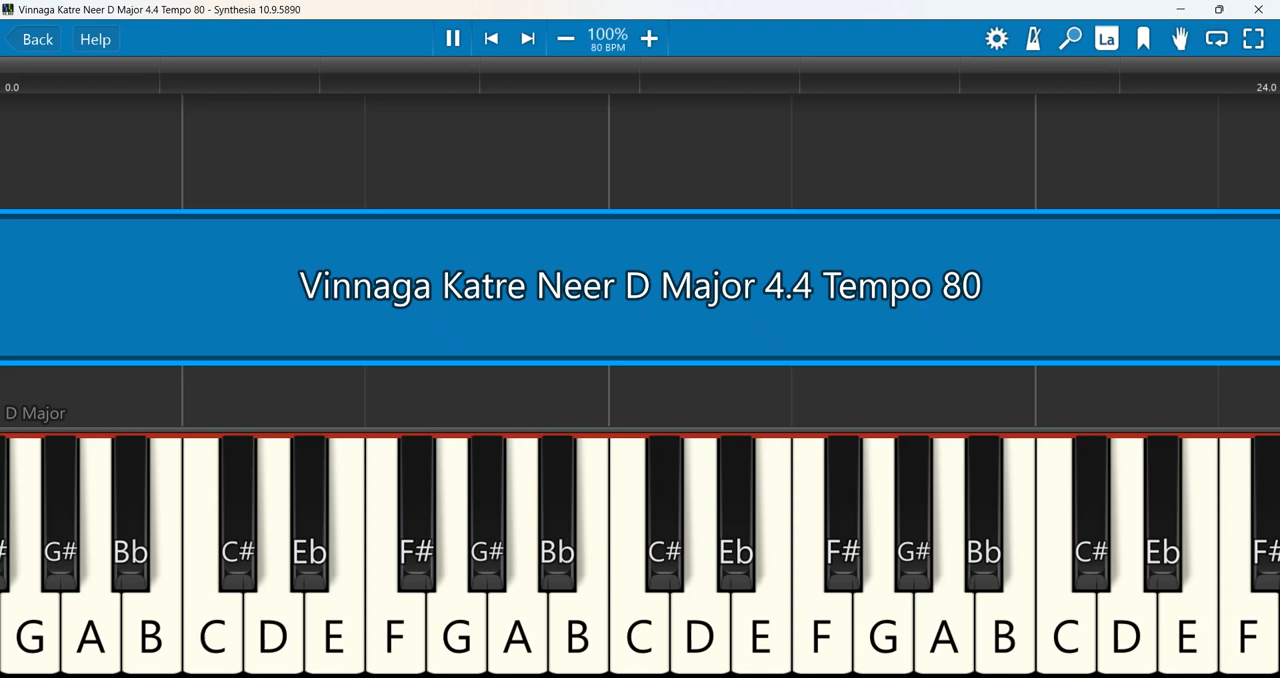 Vinnaga Katre Neer D Major 4.4 Tempo 80 - Synthesia 10.9.5890
Back Help 100% La
80 BPM
0.0 24.0
Vinnaga Katre Neer D Major 4.4 Tempo 80
D Major
# G# Bb C# Eb F# G# Bb C# Eb F# G# Bb C# Eb F#
G A B C D E F G A B C D E F G A B C D E F